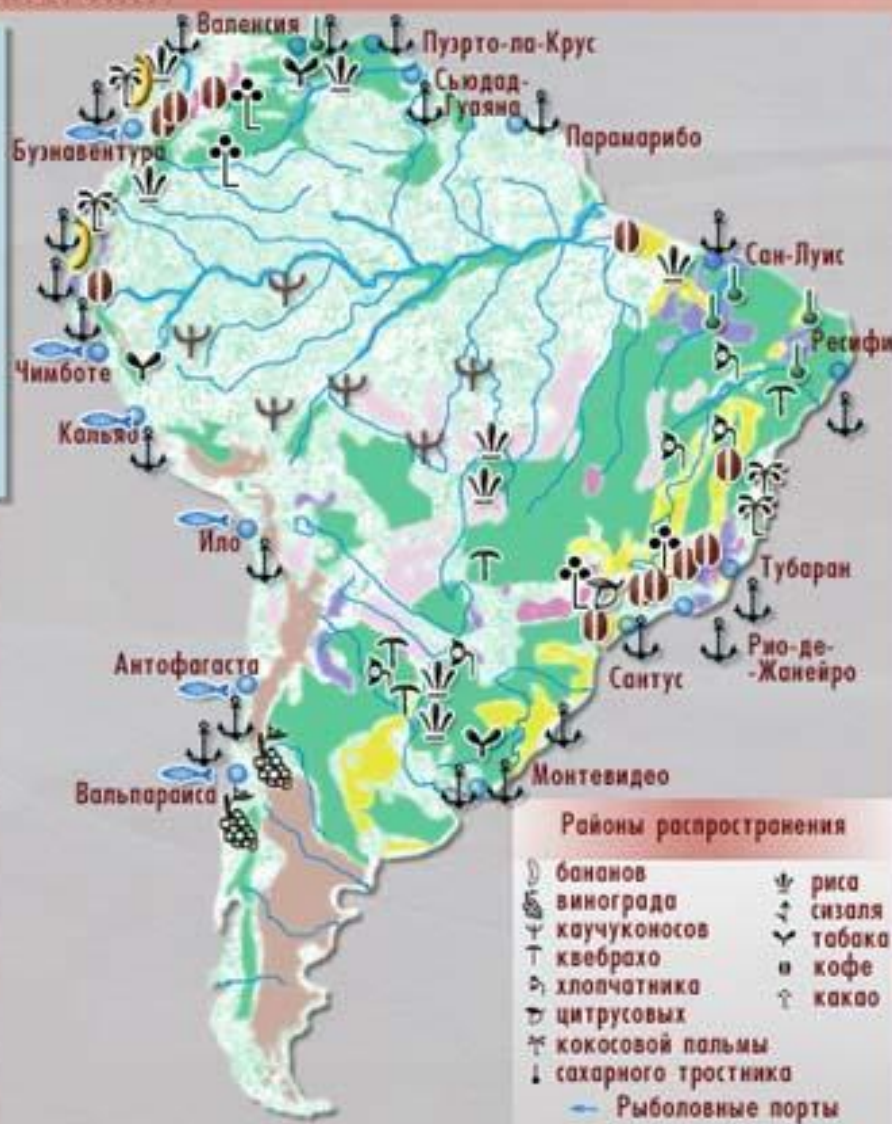 Валенсия
Пуэрто-ла-Крус
Сьюдад-
Гуаяна
Парамарибо
Буэнавентура
Сан-Луис
Ресифи
Чимботе
Кальяо
Ило
Тубаран
Рио-де-
-Жанейро
Сантус
Антофагаста
Вальпарайса
Монтевидео
Районы распространения
бананов
винограда
каучуконосов
квебрахо
хлопчатника
цитрусовых
кокосовой пальмы
сахарного тростника
риса
сизаля
табака
кофе
какао
Рыболовные порты